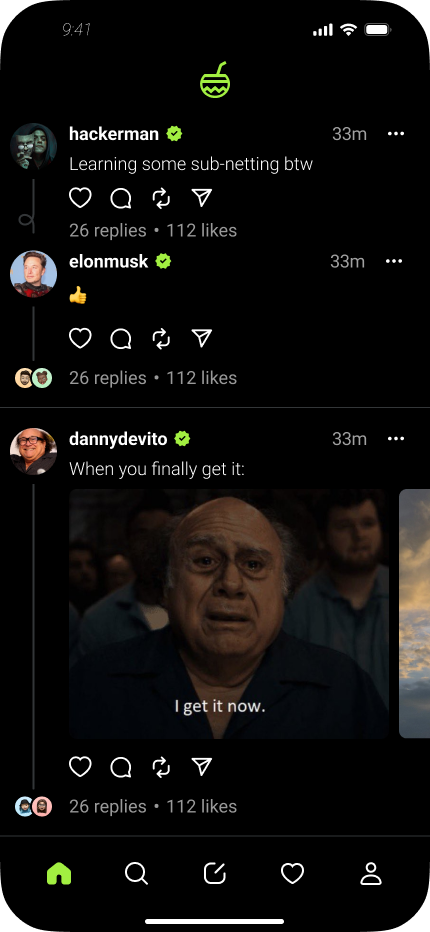 9:41
hackerman 33m
Learning some sub-netting btw
26 replies • 112 likes
elonmusk 33m
👍
26 replies • 112 likes
dannydevito 33m
When you finally get it:
I get it now.
26 replies • 112 likes